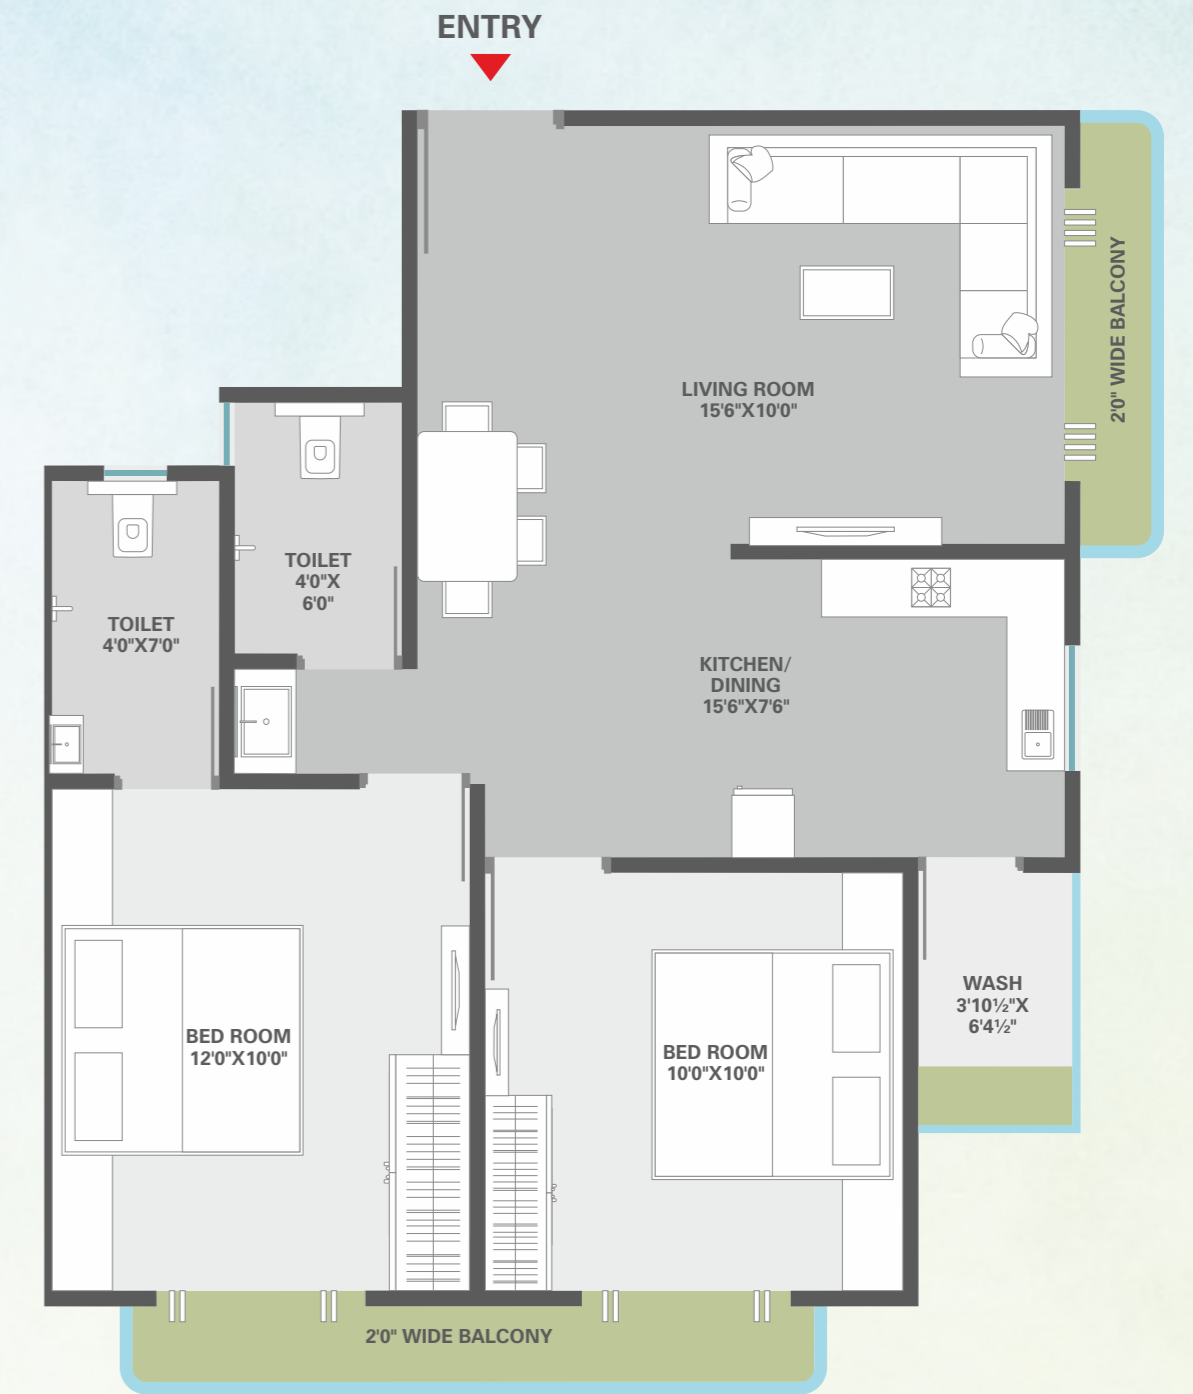 ENTRY
2'0" WIDE BALCONY
LIVING ROOM
15'6"X10'0"
TOILET
4'0"X
6'0"
TOILET
4'0"X7'0"
KITCHEN/
DINING
15'6"X7'6"
WASH
3'10½"X
6'4½"
BED ROOM
12'0"X10'0"
BED ROOM
10'0"X10'0"
2'0" WIDE BALCONY